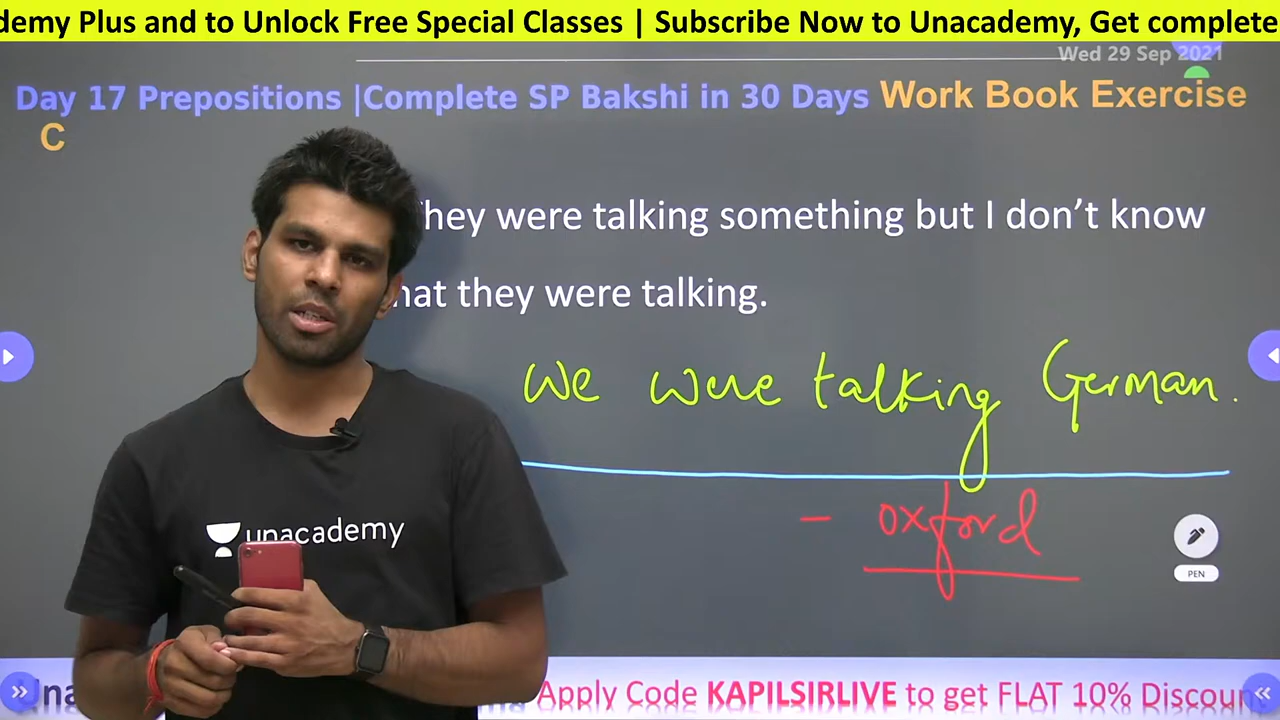 demy Plus and to Unlock Free Special Classes | Subscribe Now to Unacademy, Get complete
Wed 29 Sep 2021
Day 17 Prepositions |Complete SP Bakshi in 30 Days Work Book Exercise
C
They were talking something but I don't know
hat they were talking.
We were talking German.
- oxford
unacademy
PEN
Una
Apply Code KAPILSIRLIVE to get FLAT 10% Discoun